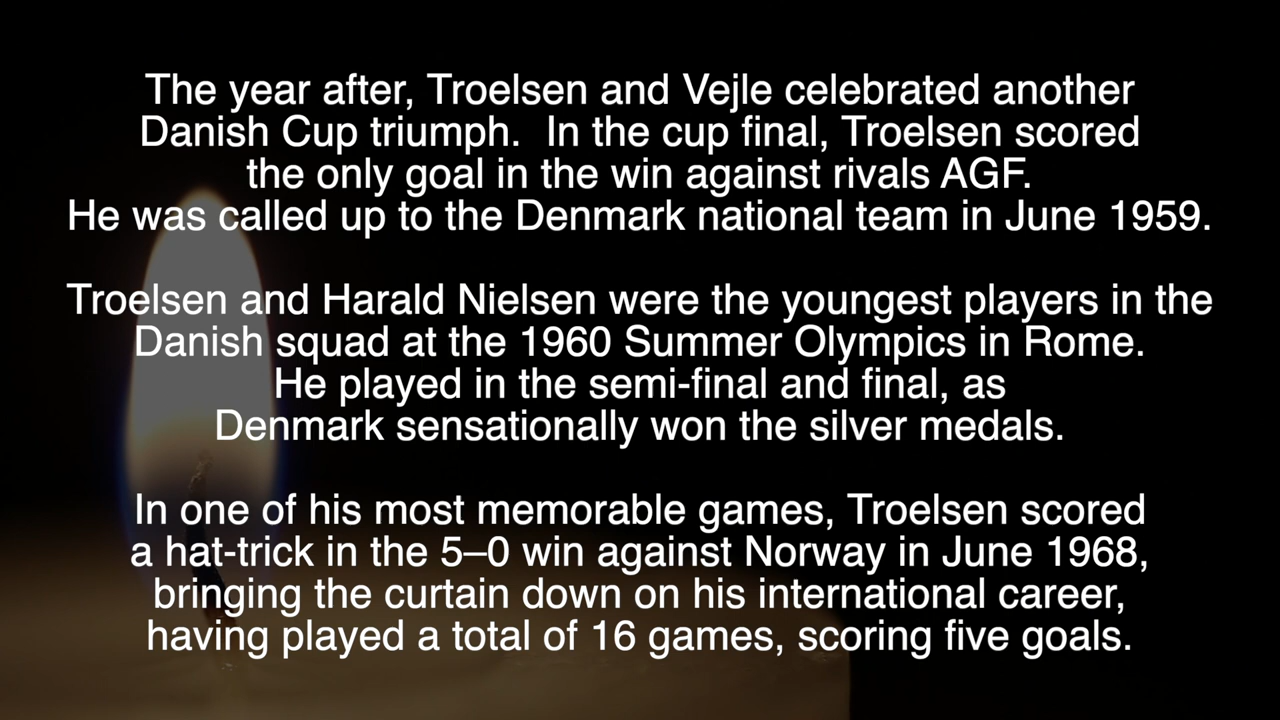 The year after, Troelsen and Vejle celebrated another
Danish Cup triumph.  In the cup final, Troelsen scored
the only goal in the win against rivals AGF.
He was called up to the Denmark national team in June 1959.
Troelsen and Harald Nielsen were the youngest players in the
Danish squad at the 1960 Summer Olympics in Rome.
He played in the semi-final and final, as
Denmark sensationally won the silver medals.
In one of his most memorable games, Troelsen scored
a hat-trick in the 5–0 win against Norway in June 1968,
bringing the curtain down on his international career,
having played a total of 16 games, scoring five goals.